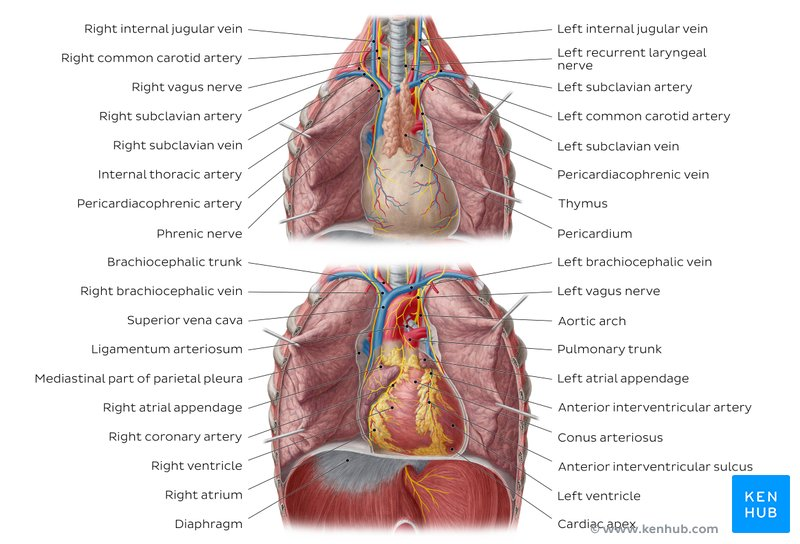 Right internal jugular vein
Right common carotid artery
Right vagus nerve
Right subclavian artery
Right subclavian vein
Internal thoracic artery
Pericardiacophrenic artery
Phrenic nerve
Left internal jugular vein
Left recurrent laryngeal
nerve
Left subclavian artery
Left common carotid artery
Left subclavian vein
Pericardiacophrenic vein
Thymus
Pericardium
Brachiocephalic trunk
Right brachiocephalic vein
Superior vena cava
Ligamentum arteriosum
Mediastinal part of parietal pleura
Right atrial appendage
Right coronary artery
Right ventricle
Right atrium
Diaphragm
Left brachiocephalic vein
Left vagus nerve
Aortic arch
Pulmonary trunk
Left atrial appendage
Anterior interventricular artery
Conus arteriosus
Anterior interventricular sulcus
Left ventricle
Cardiac apex
© www.kenhub.com
KEN
HUB